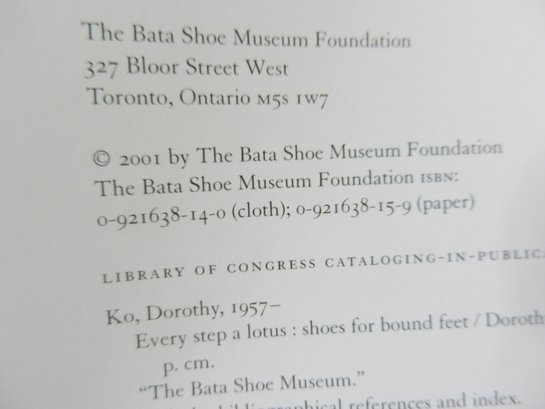 The Bata Shoe Museum Foundation
327 Bloor Street West
Toronto, Ontario M5S 1W7
© 2001 by The Bata Shoe Museum Foundation
The Bata Shoe Museum Foundation ISBN:
0-921638-14-0 (cloth); 0-921638-15-9 (paper)
LIBRARY OF CONGRESS CATALOGING-IN-PUBLIC
Ko, Dorothy, 1957–
Every step a lotus : shoes for bound feet / Doroth
p. cm.
“The Bata Shoe Museum.”
references and index.